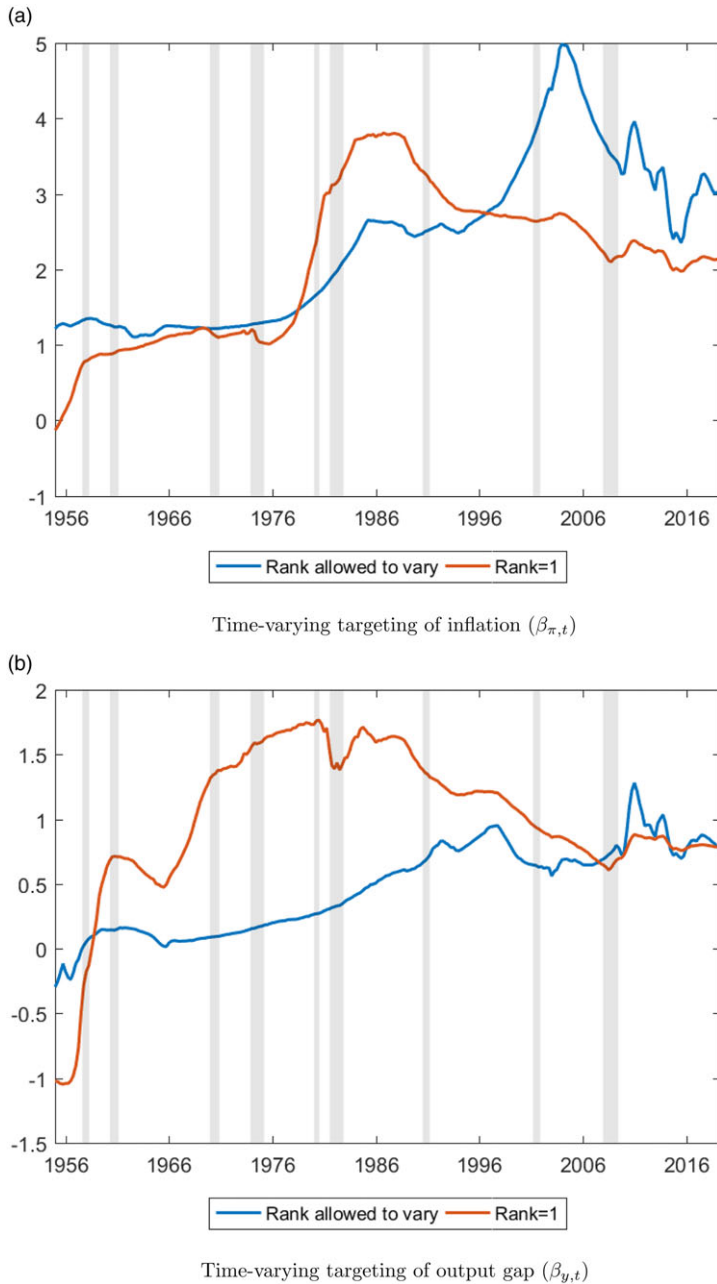 (a)
5
4
3
2
1
0
-1
1956 1966 1976 1986 1996 2006 2016
Rank allowed to vary Rank=1
Time-varying targeting of inflation (βπ,t)
(b)
2
1.5
1
0.5
0
-0.5
-1
-1.5
1956 1966 1976 1986 1996 2006 2016
Rank allowed to vary Rank=1
Time-varying targeting of output gap (βy,t)